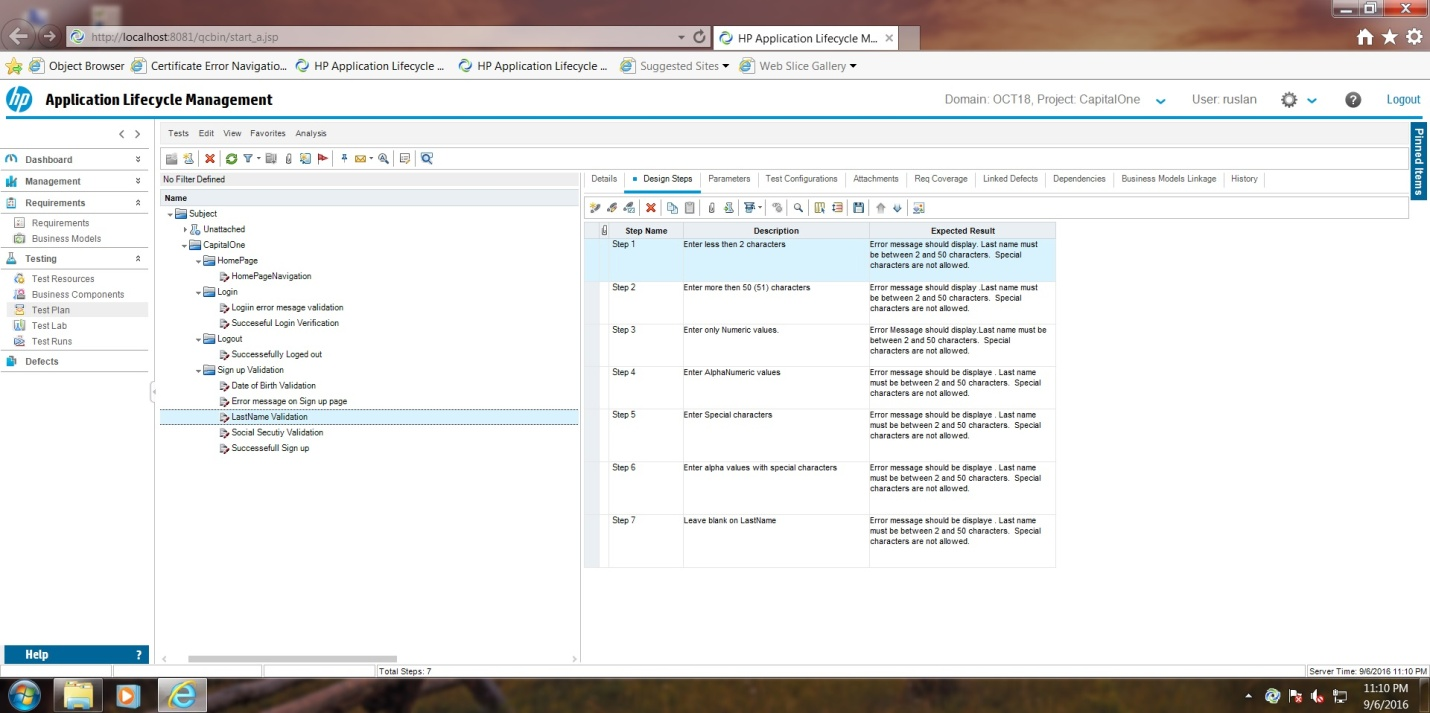 http://localhost:8081/qcbin/start_a.jsp
HP Application Lifecycle M...
Object Browser
Certificate Error Navigatio...
HP Application Lifecycle ...
HP Application Lifecycle ...
Suggested Sites
Web Slice Gallery
hp
Application Lifecycle Management
Domain: OCT18, Project: CapitalOne
User: ruslan
?
Logout
Pinned Items
Dashboard
Management
Requirements
Requirements
Business Models
Testing
Test Resources
Business Components
Test Plan
Test Lab
Test Runs
Defects
Help
?
Tests Edit View Favorites Analysis
No Filter Defined
Name
Subject
Unattached
CapitalOne
HomePage
HomePageNavigation
Login
Logiin error mesage validation
Succeseful Login Verification
Logout
Successefully Loged out
Sign up Validation
Date of Birth Validation
Error message on Sign up page
LastName Validation
Social Secutiy Validation
Successefull Sign up
Details
Design Steps
Parameters
Test Configurations
Attachments
Req Coverage
Linked Defects
Dependencies
Business Models Linkage
History
Step Name Description Expected Result
Step 1 Enter less then 2 characters Error message should display. Last name must
be between 2 and 50 characters. Special
characters are not allowed.
Step 2 Enter more then 50 (51) characters Error message should display .Last name must
be between 2 and 50 characters. Special
characters are not allowed.
Step 3 Enter only Numeric values. Error Message should display.Last name must be
between 2 and 50 characters. Special
characters are not allowed.
Step 4 Enter AlphaNumeric values Error message should be displaye . Last name
must be between 2 and 50 characters. Special
characters are not allowed.
Step 5 Enter Special characters Error message should be displaye . Last name
must be between 2 and 50 characters. Special
characters are not allowed.
Step 6 Enter alpha values with special characters Error message should be displaye . Last name
must be between 2 and 50 characters. Special
characters are not allowed.
Step 7 Leave blank on LastName Error message should be displaye . Last name
must be between 2 and 50 characters. Special
characters are not allowed.
Total Steps: 7
Server Time: 9/6/2016 11:10 PM
11:10 PM
9/6/2016